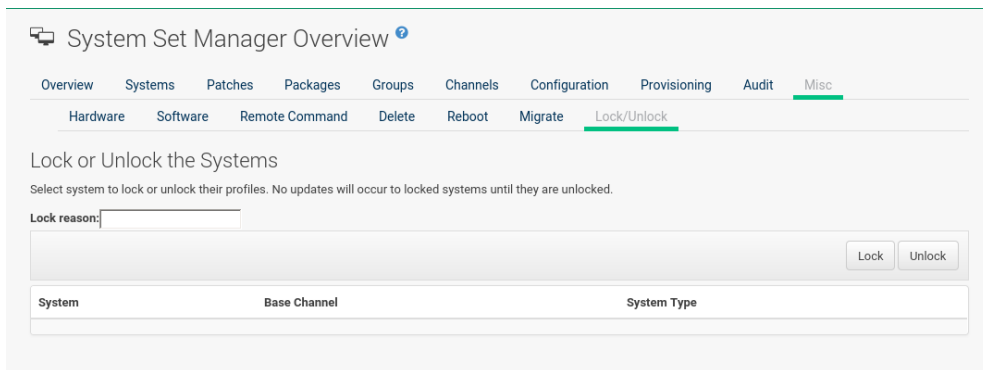 System Set Manager Overview ?
Overview Systems Patches Packages Groups Channels Configuration Provisioning Audit Misc
Hardware Software Remote Command Delete Reboot Migrate Lock/Unlock
Lock or Unlock the Systems
Select system to lock or unlock their profiles. No updates will occur to locked systems until they are unlocked.
Lock reason:
Lock Unlock
System Base Channel System Type